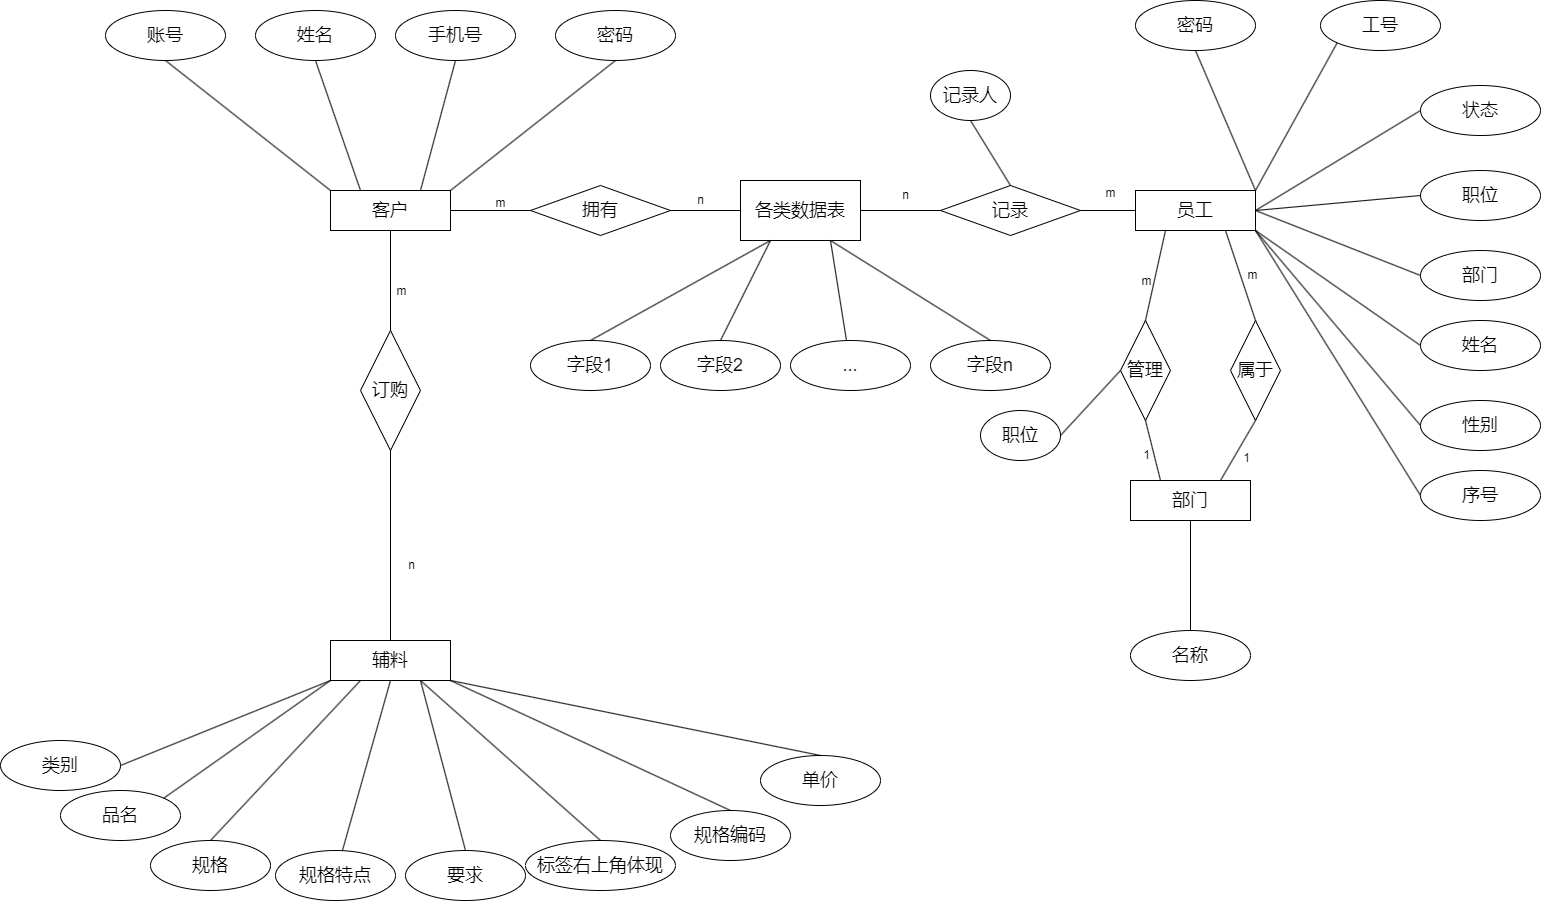 账号
姓名
手机号
密码
密码
工号
记录人
状态
职位
客户
m
拥有
n
各类数据表
n
记录
m
员工
部门
m
m
m
姓名
字段1
字段2
...
字段n
管理
属于
订购
职位
性别
1
1
部门
序号
n
名称
辅料
类别
品名
规格
规格特点
要求
标签右上角体现
规格编码
单价